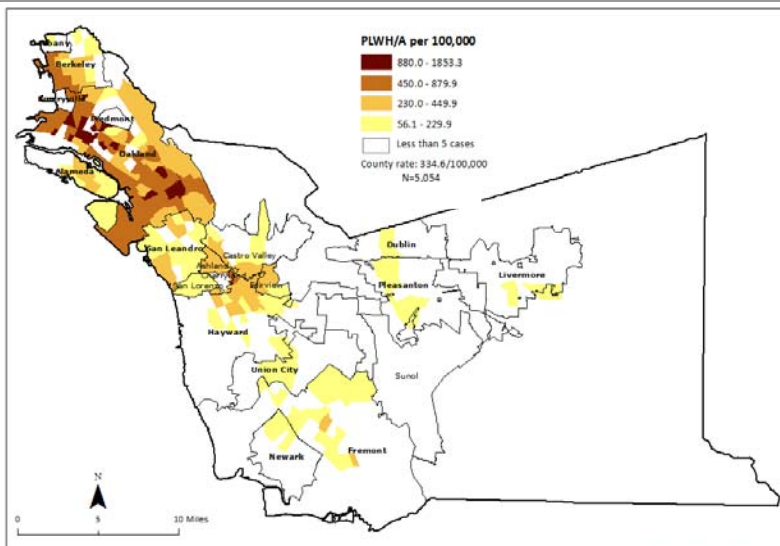 PLWH/A per 100,000
880.0 - 1853.3
450.0 - 879.9
230.0 - 449.9
56.1 - 229.9
Less than 5 cases
County rate: 334.6/100,000
N=5,054
Albany
Berkeley
Emeryville
Piedmont
Oakland
Alameda
San Leandro
Castro Valley
Ashland
San Lorenzo
Fairview
Dublin
Pleasanton
Livermore
Hayward
Union City
Sunol
Newark
Fremont
N
0 5 10 Miles